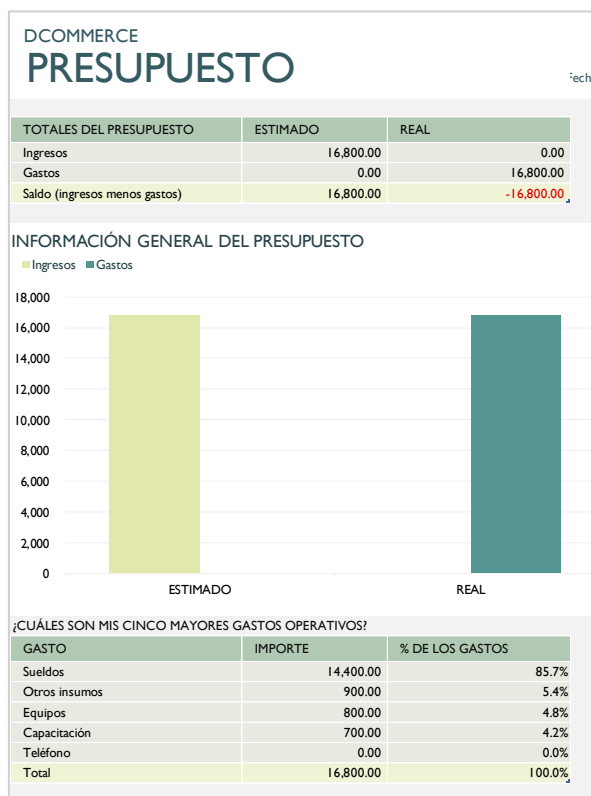 DCOMMERCE
PRESUPUESTO
Fech
TOTALES DEL PRESUPUESTO ESTIMADO REAL
Ingresos 16,800.00 0.00
Gastos 0.00 16,800.00
Saldo (ingresos menos gastos) 16,800.00 -16,800.00
INFORMACIÓN GENERAL DEL PRESUPUESTO
Ingresos Gastos
18,000
16,000
14,000
12,000
10,000
8,000
6,000
4,000
2,000
0
ESTIMADO REAL
¿CUÁLES SON MIS CINCO MAYORES GASTOS OPERATIVOS?
GASTO IMPORTE % DE LOS GASTOS
Sueldos 14,400.00 85.7%
Otros insumos 900.00 5.4%
Equipos 800.00 4.8%
Capacitación 700.00 4.2%
Teléfono 0.00 0.0%
Total 16,800.00 100.0%